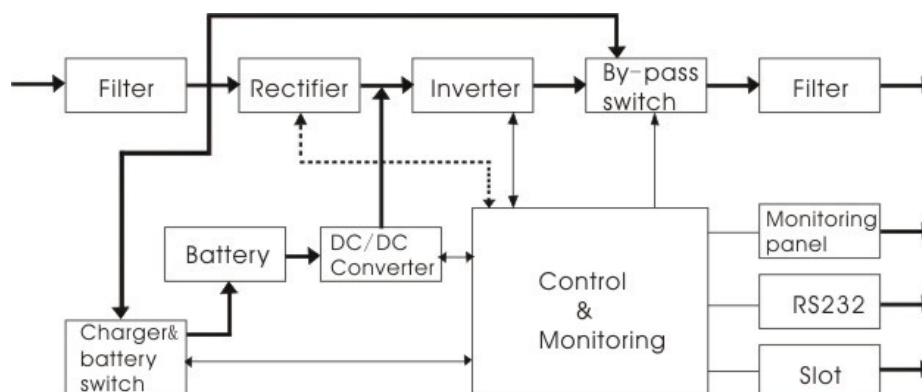 Filter
Rectifier
Inverter
By-pass
switch
Filter
Battery
DC/DC
Converter
Control
&
Monitoring
Monitoring
panel
RS232
Charger&
battery
switch
Slot